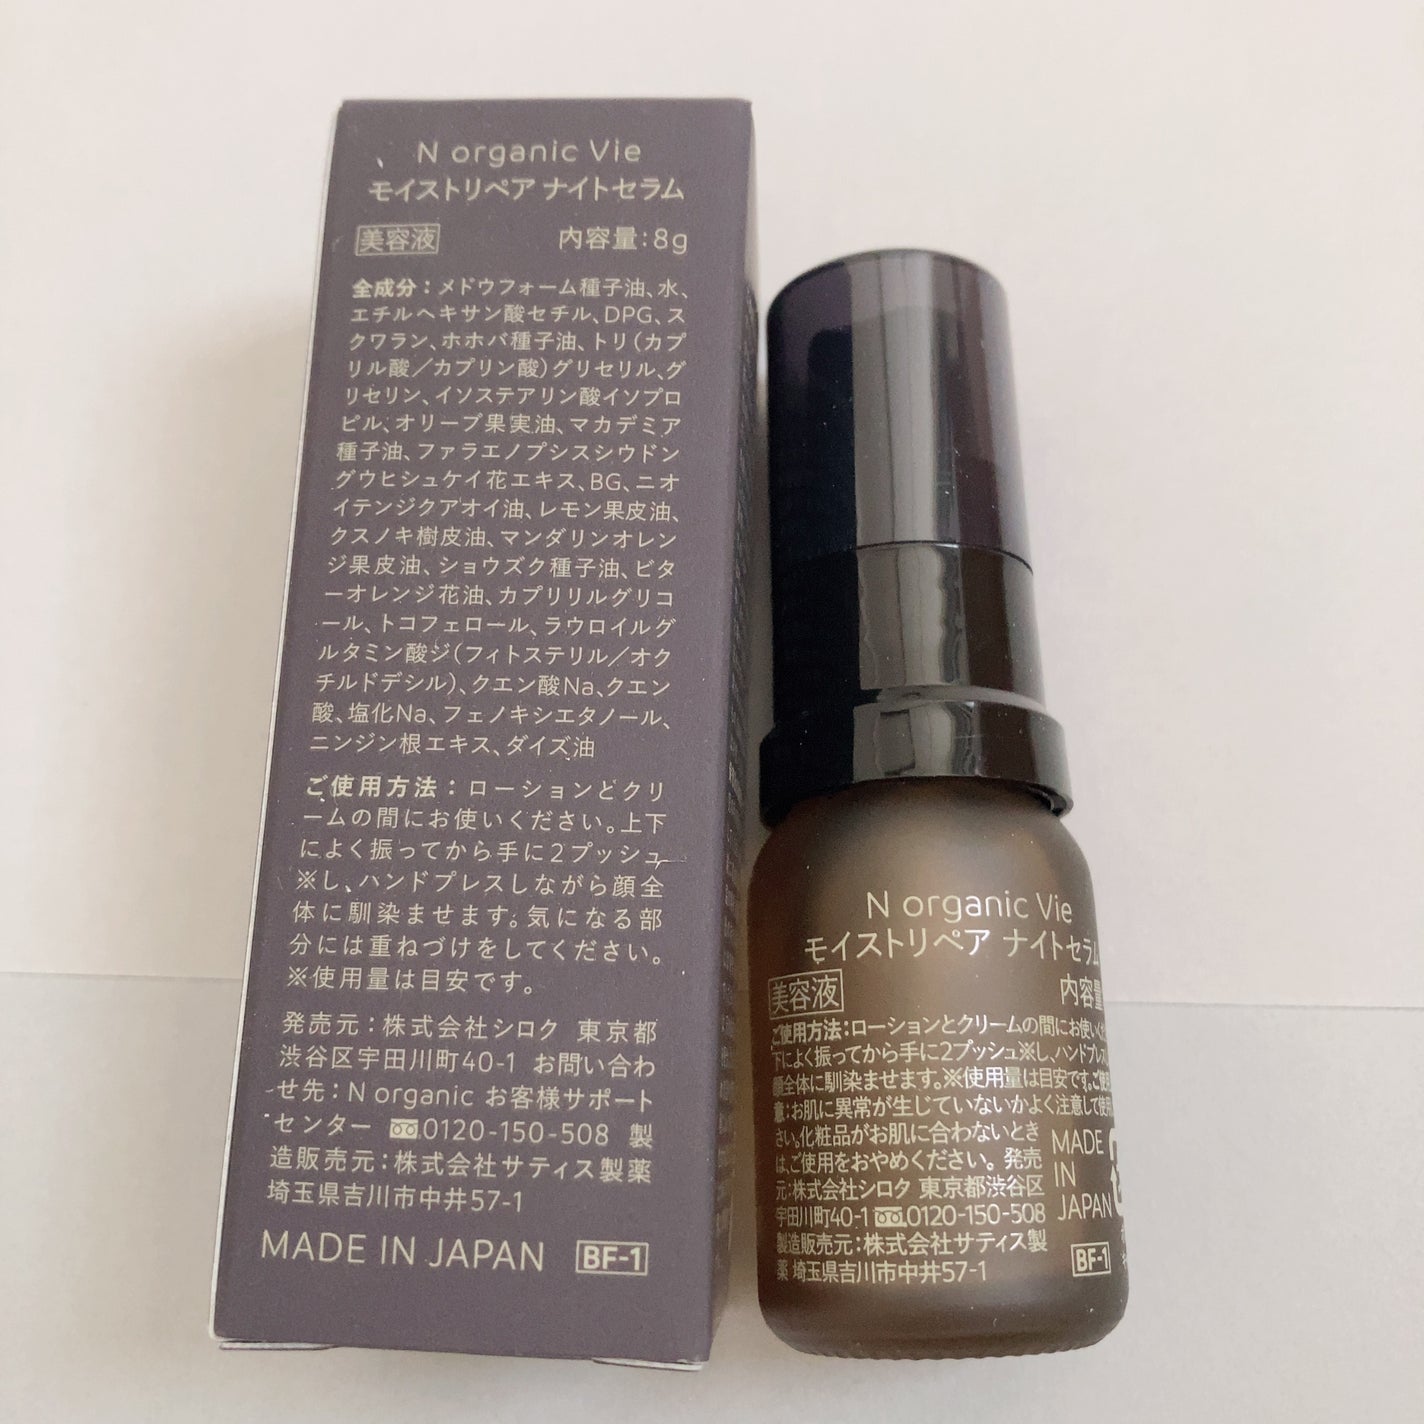 N organic Vie
モイストリペア ナイトセラム
美容液 内容量：8g
全成分：メドウフォーム種子油、水、
エチルヘキサン酸セチル、DPG、ス
クワラン、ホホバ種子油、トリ（カプ
リル酸／カプリン酸）グリセリル、グ
リセリン、イソステアリン酸イソプロ
ピル、オリーブ果実油、マカデミア
種子油、ファラエノプシスシウドン
グウヒシュケイ花エキス、BG、ニオ
イテンジクアオイ油、レモン果皮油、
クスノキ樹皮油、マンダリンオレン
ジ果皮油、ショウズク種子油、ビタ
ーオレンジ花油、カプリリルグリコ
ール、トコフェロール、ラウロイルグ
ルタミン酸ジ（フィトステリル／オク
チルドデシル）、クエン酸Na、クエン
酸、塩化Na、フェノキシエタノール、
ニンジン根エキス、ダイズ油
ご使用方法：ローションとクリ
ームの間にお使いください。上下
によく振ってから手に2プッシュ
※し、ハンドプレスしながら顔全
体に馴染ませます。気になる部
分には重ねづけをしてください。
※使用量は目安です。
発売元：株式会社シロク 東京都
渋谷区宇田川町40-1 お問い合わ
せ先：N organic お客様サポート
センター 0120-150-508 製
造販売元：株式会社サティス製薬
埼玉県吉川市中井57-1
MADE IN JAPAN BF-1
N organic Vie
モイストリペア ナイトセラム
美容液 内容量
ご使用方法：ローションとクリームの間にお使いくだ
下によく振ってから手に2プッシュ※し、ハンドプレスし
顔全体に馴染ませます。※使用量は目安です。ご使用
意：お肌に異常が生じていないかよく注意して使用
さい。化粧品がお肌に合わないとき
は、ご使用をおやめください。 発売
元：株式会社シロク 東京都渋谷区
宇田川町40-1 0120-150-508
製造販売元：株式会社サティス製
薬 埼玉県吉川市中井57-1
MADE
IN
JAPAN
BF-1